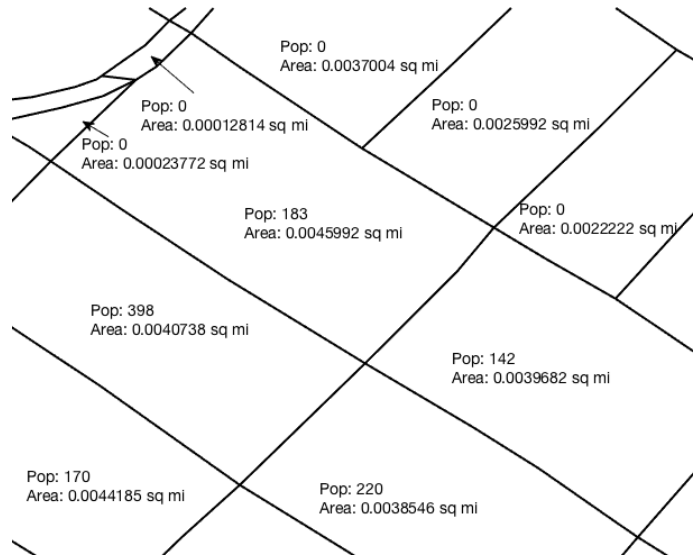 Pop: 0
Area: 0.0037004 sq mi
Pop: 0
Area: 0.00012814 sq mi
Pop: 0
Area: 0.0025992 sq mi
Pop: 0
Area: 0.00023772 sq mi
Pop: 183
Area: 0.0045992 sq mi
Pop: 0
Area: 0.0022222 sq mi
Pop: 398
Area: 0.0040738 sq mi
Pop: 142
Area: 0.0039682 sq mi
Pop: 170
Area: 0.0044185 sq mi
Pop: 220
Area: 0.0038546 sq mi